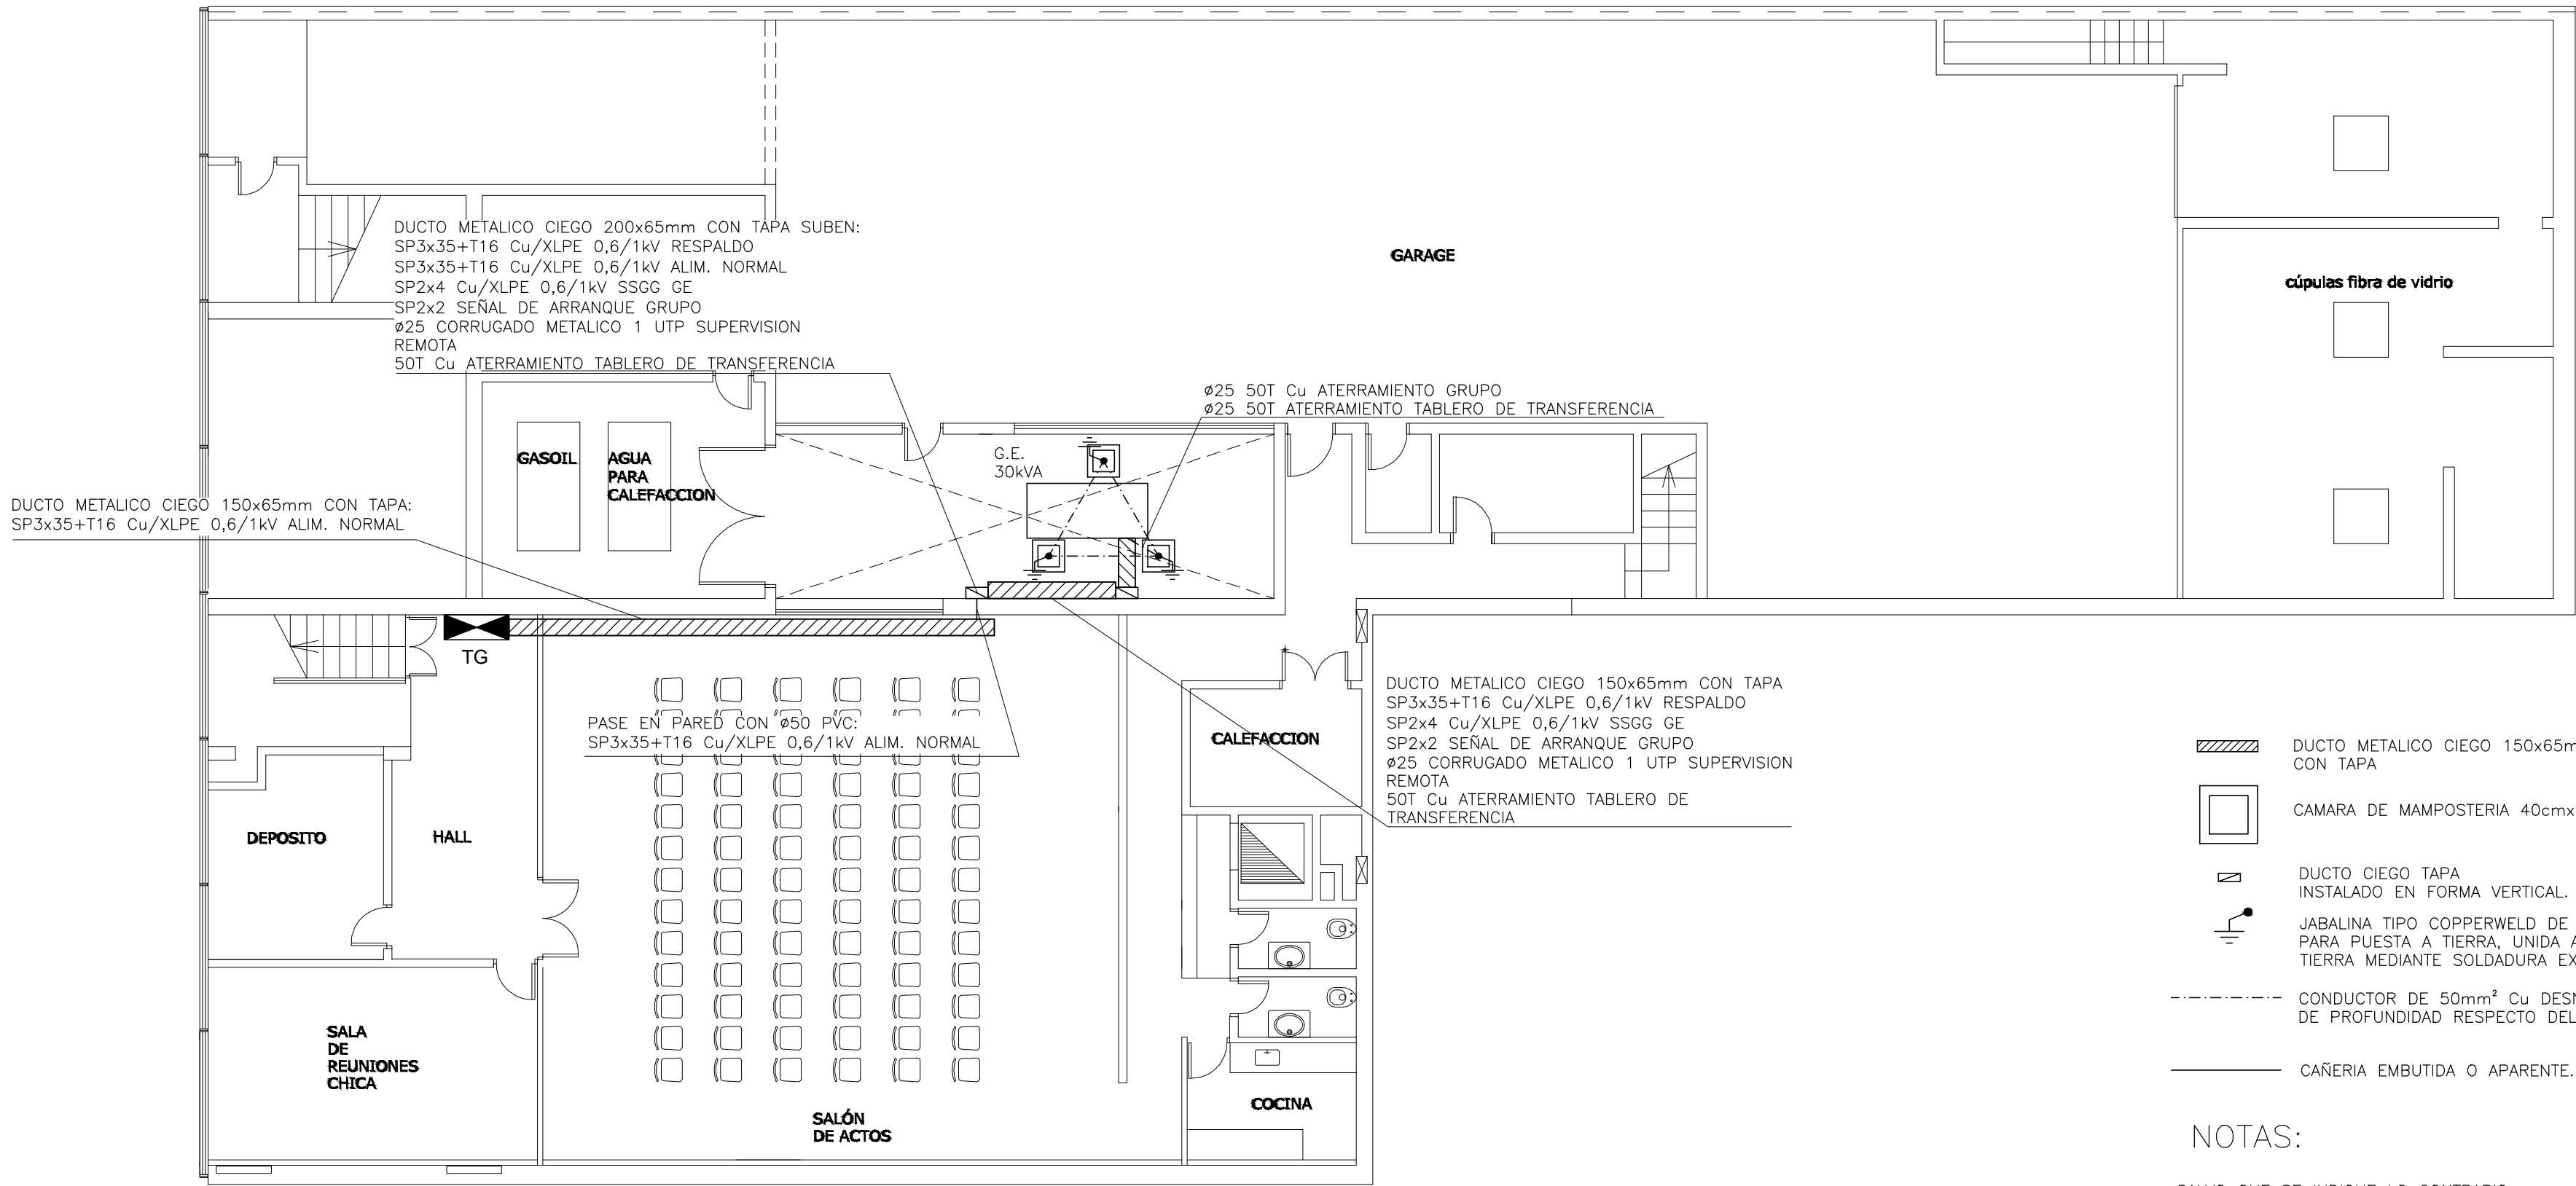 DUCTO METALICO CIEGO 200x65mm CON TAPA SUBEN:
SP3x35+T16 Cu/XLPE 0,6/1kV RESPALDO
SP3x35+T16 Cu/XLPE 0,6/1kV ALIM. NORMAL
SP2x4 Cu/XLPE 0,6/1kV SSGG GE
SP2x2 SEÑAL DE ARRANQUE GRUPO
ø25 CORRUGADO METALICO 1 UTP SUPERVISION
REMOTA
50T Cu ATERRAMIENTO TABLERO DE TRANSFERENCIA
GARAGE
cúpulas fibra de vidrio
ø25 50T Cu ATERRAMIENTO GRUPO
ø25 50T ATERRAMIENTO TABLERO DE TRANSFERENCIA
GASOIL
AGUA
PARA
CALEFACCION
G.E.
30kVA
DUCTO METALICO CIEGO 150x65mm CON TAPA:
SP3x35+T16 Cu/XLPE 0,6/1kV ALIM. NORMAL
TG
PASE EN PARED CON ø50 PVC:
SP3x35+T16 Cu/XLPE 0,6/1kV ALIM. NORMAL
DUCTO METALICO CIEGO 150x65mm CON TAPA
SP3x35+T16 Cu/XLPE 0,6/1kV RESPALDO
SP2x4 Cu/XLPE 0,6/1kV SSGG GE
SP2x2 SEÑAL DE ARRANQUE GRUPO
ø25 CORRUGADO METALICO 1 UTP SUPERVISION
REMOTA
50T Cu ATERRAMIENTO TABLERO DE
TRANSFERENCIA
CALEFACCION
DEPOSITO
HALL
SALA
DE
REUNIONES
CHICA
SALÓN
DE ACTOS
COCINA
DUCTO METALICO CIEGO 150x65m
CON TAPA
CAMARA DE MAMPOSTERIA 40cmx
DUCTO CIEGO TAPA
INSTALADO EN FORMA VERTICAL.
JABALINA TIPO COPPERWELD DE
PARA PUESTA A TIERRA, UNIDA A
TIERRA MEDIANTE SOLDADURA EX
CONDUCTOR DE 50mm² Cu DESN
DE PROFUNDIDAD RESPECTO DEL
CAÑERIA EMBUTIDA O APARENTE.
NOTAS: